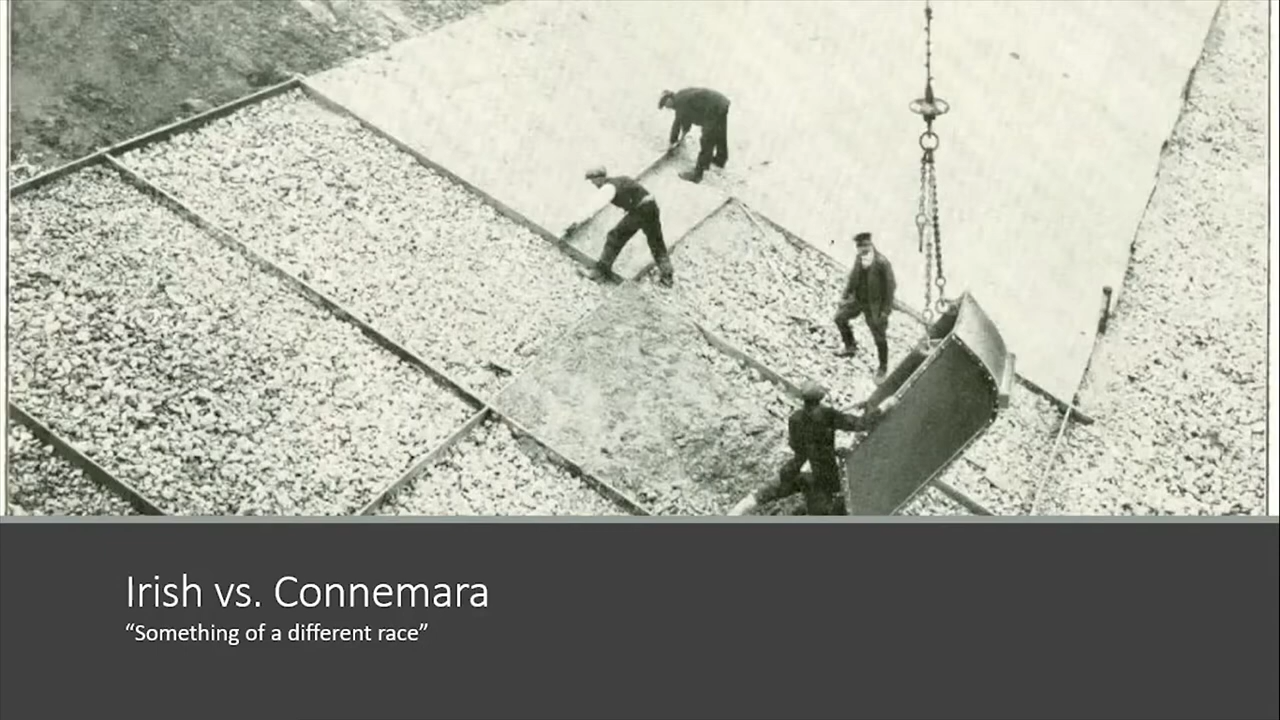 Irish vs. Connemara
“Something of a different race”